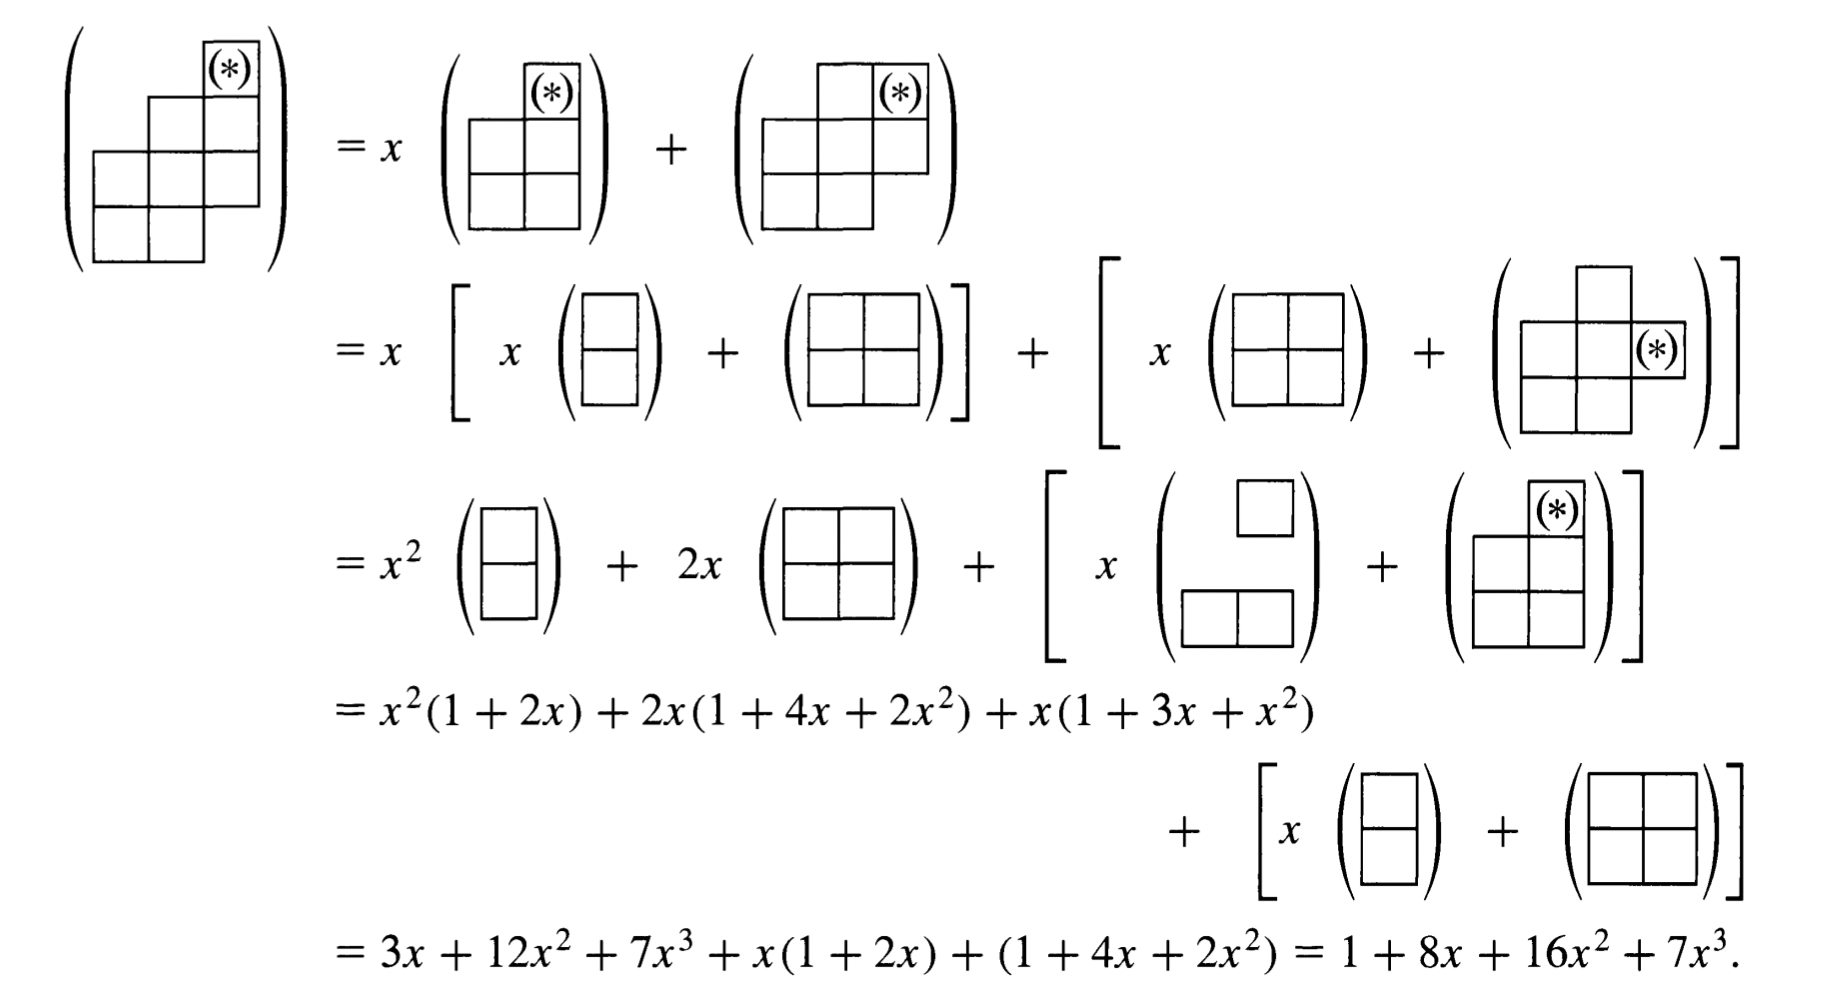 ( (*) ) = x ( (*) ) + ( (*) )
= x [ x ( ) + ( ) ] + [ x ( ) + ( (*) ) ]
= x² ( ) + 2x ( ) + [ x ( ) + ( (*) ) ]
= x²(1 + 2x) + 2x(1 + 4x + 2x²) + x(1 + 3x + x²)
+ [ x ( ) + ( ) ]
= 3x + 12x² + 7x³ + x(1 + 2x) + (1 + 4x + 2x²) = 1 + 8x + 16x² + 7x³.